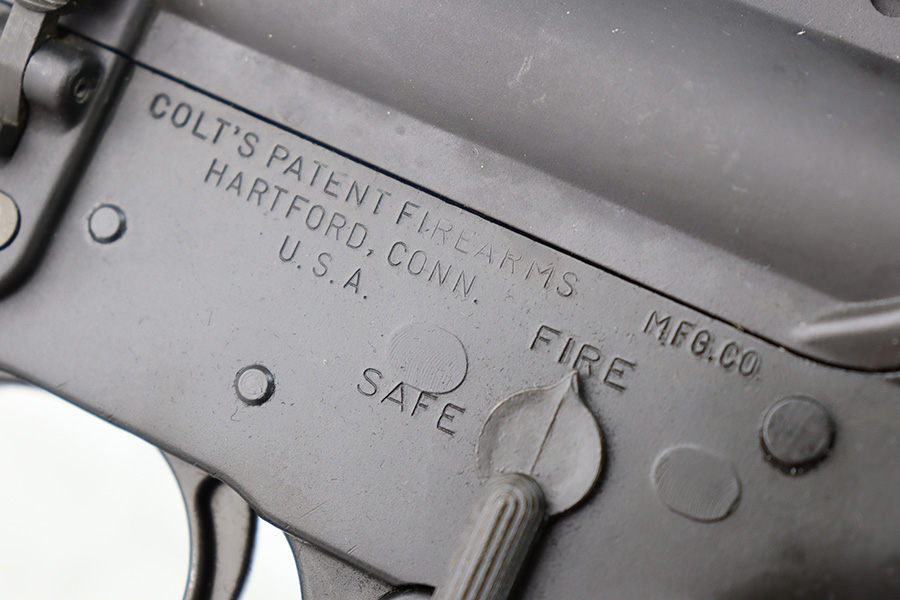 COLT'S PATENT FIREARMS MFG.CO.
HARTFORD, CONN.
U.S.A.
FIRE
SAFE